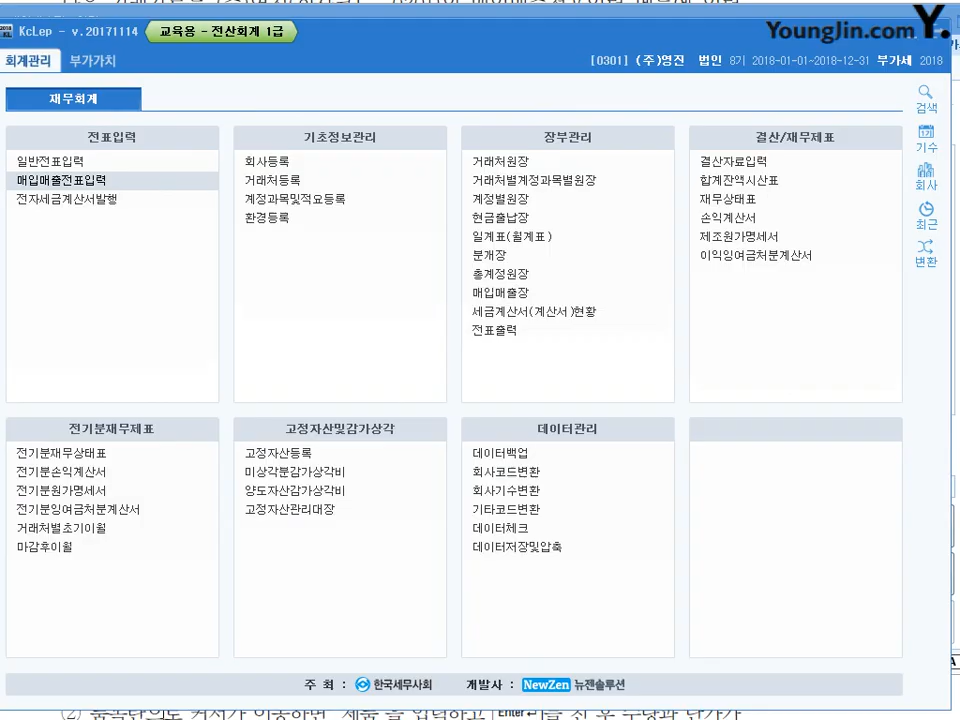 KcLep - v.20171114 교육용 - 전산회계 1급
YoungJin.com Y.
회계관리 부가가치
[0301] (주)영진 법인 8기 2018-01-01~2018-12-31 부가세 2018
재무회계
검색
기수
회사
최근
변환
전표입력
일반전표입력
매입매출전표입력
전자세금계산서발행
기초정보관리
회사등록
거래처등록
계정과목및적요등록
환경등록
장부관리
거래처원장
거래처별계정과목별원장
계정별원장
현금출납장
일계표(월계표)
분개장
총계정원장
매입매출장
세금계산서(계산서)현황
전표출력
결산/재무제표
결산자료입력
합계잔액시산표
재무상태표
손익계산서
제조원가명세서
이익잉여금처분계산서
전기분재무제표
전기분재무상태표
전기분손익계산서
전기분원가명세서
전기분잉여금처분계산서
거래처별초기이월
마감후이월
고정자산및감가상각
고정자산등록
미상각분감가상각비
양도자산감가상각비
고정자산관리대장
데이터관리
데이터백업
회사코드변환
회사기수변환
기타코드변환
데이터체크
데이터저장및압축
주 최 : 한국세무사회 개발사 : NewZen 뉴젠솔루션